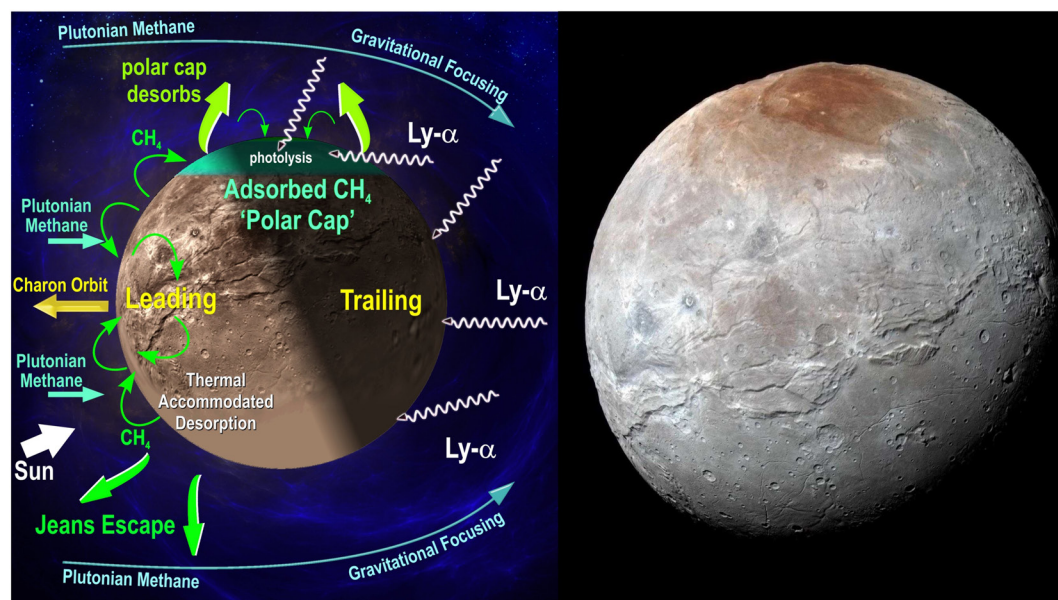 Plutonian Methane
Gravitational Focusing
polar cap
desorbs
CH₄
Ly-α
photolysis
Adsorbed CH₄
‘Polar Cap’
Plutonian
Methane
Charon Orbit
Leading
Trailing
Ly-α
Plutonian
Methane
Thermal
Accommodated
Desorption
CH₄
Sun
Ly-α
Jeans Escape
Plutonian Methane
Gravitational Focusing